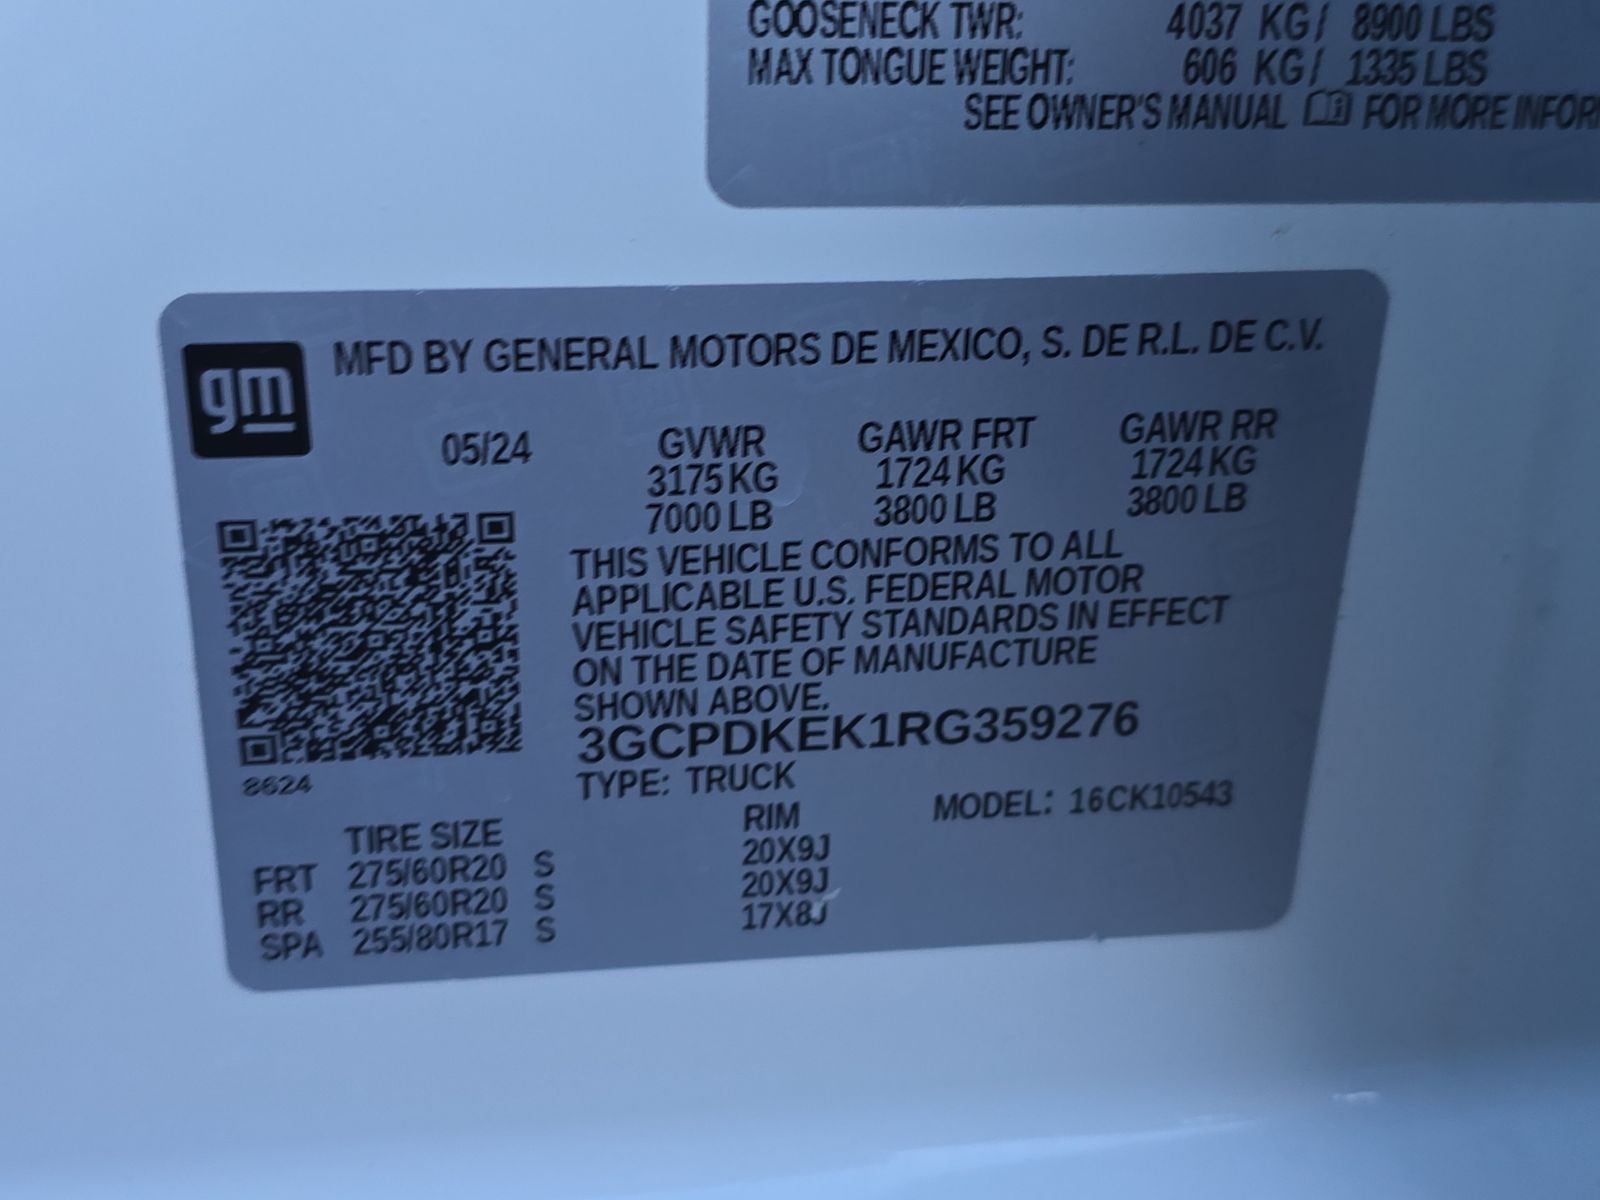 GOOSENECK TWR: 4037 KG / 8900 LBS
MAX TONGUE WEIGHT: 606 KG / 1335 LBS
SEE OWNER'S MANUAL FOR MORE INFOR
gm
MFD BY GENERAL MOTORS DE MEXICO, S. DE R.L. DE C.V.
05/24 GVWR GAWR FRT GAWR RR
3175 KG 1724 KG 1724 KG
7000 LB 3800 LB 3800 LB
THIS VEHICLE CONFORMS TO ALL
APPLICABLE U.S. FEDERAL MOTOR
VEHICLE SAFETY STANDARDS IN EFFECT
ON THE DATE OF MANUFACTURE
SHOWN ABOVE.
3GCPDKEK1RG359276
8624
TYPE: TRUCK
MODEL: 16CK10543
TIRE SIZE RIM
FRT 275/60R20 S 20X9J
RR 275/60R20 S 20X9J
SPA 255/80R17 S 17X8J